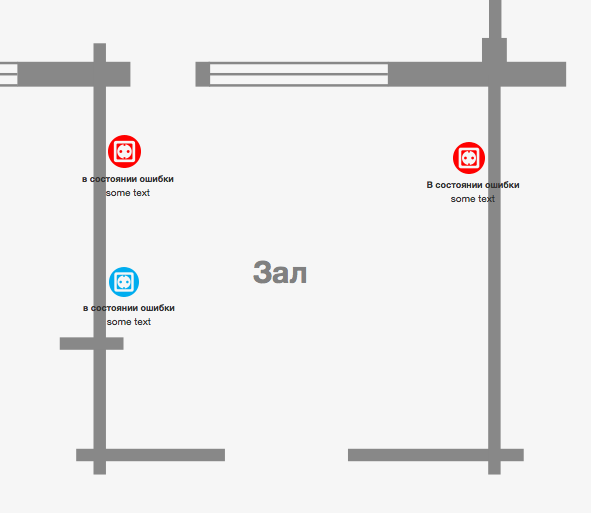 в состоянии ошибки
some text
В состоянии ошибки
some text
Зал
в состоянии ошибки
some text